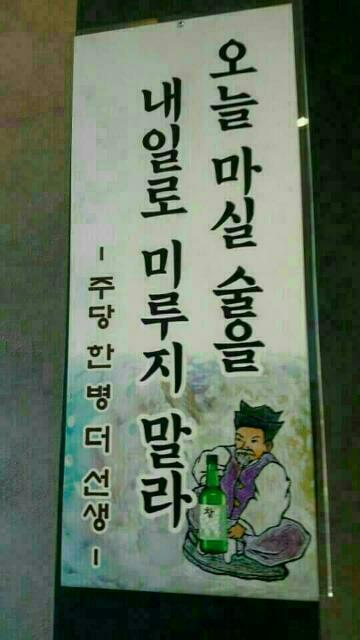 오늘 마실 술을
내일로 미루지 말라
- 주당 한병더 선생 -
참